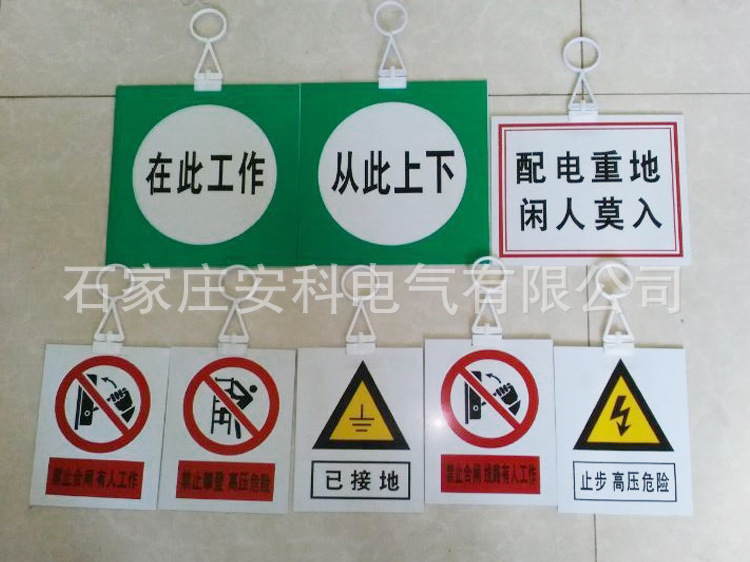 在此工作
从此上下
配电重地
闲人莫入
石家庄安科电气有限公司
禁止合闸 有人工作
禁止攀登 高压危险
已接地
禁止合闸 线路有人工作
止步 高压危险